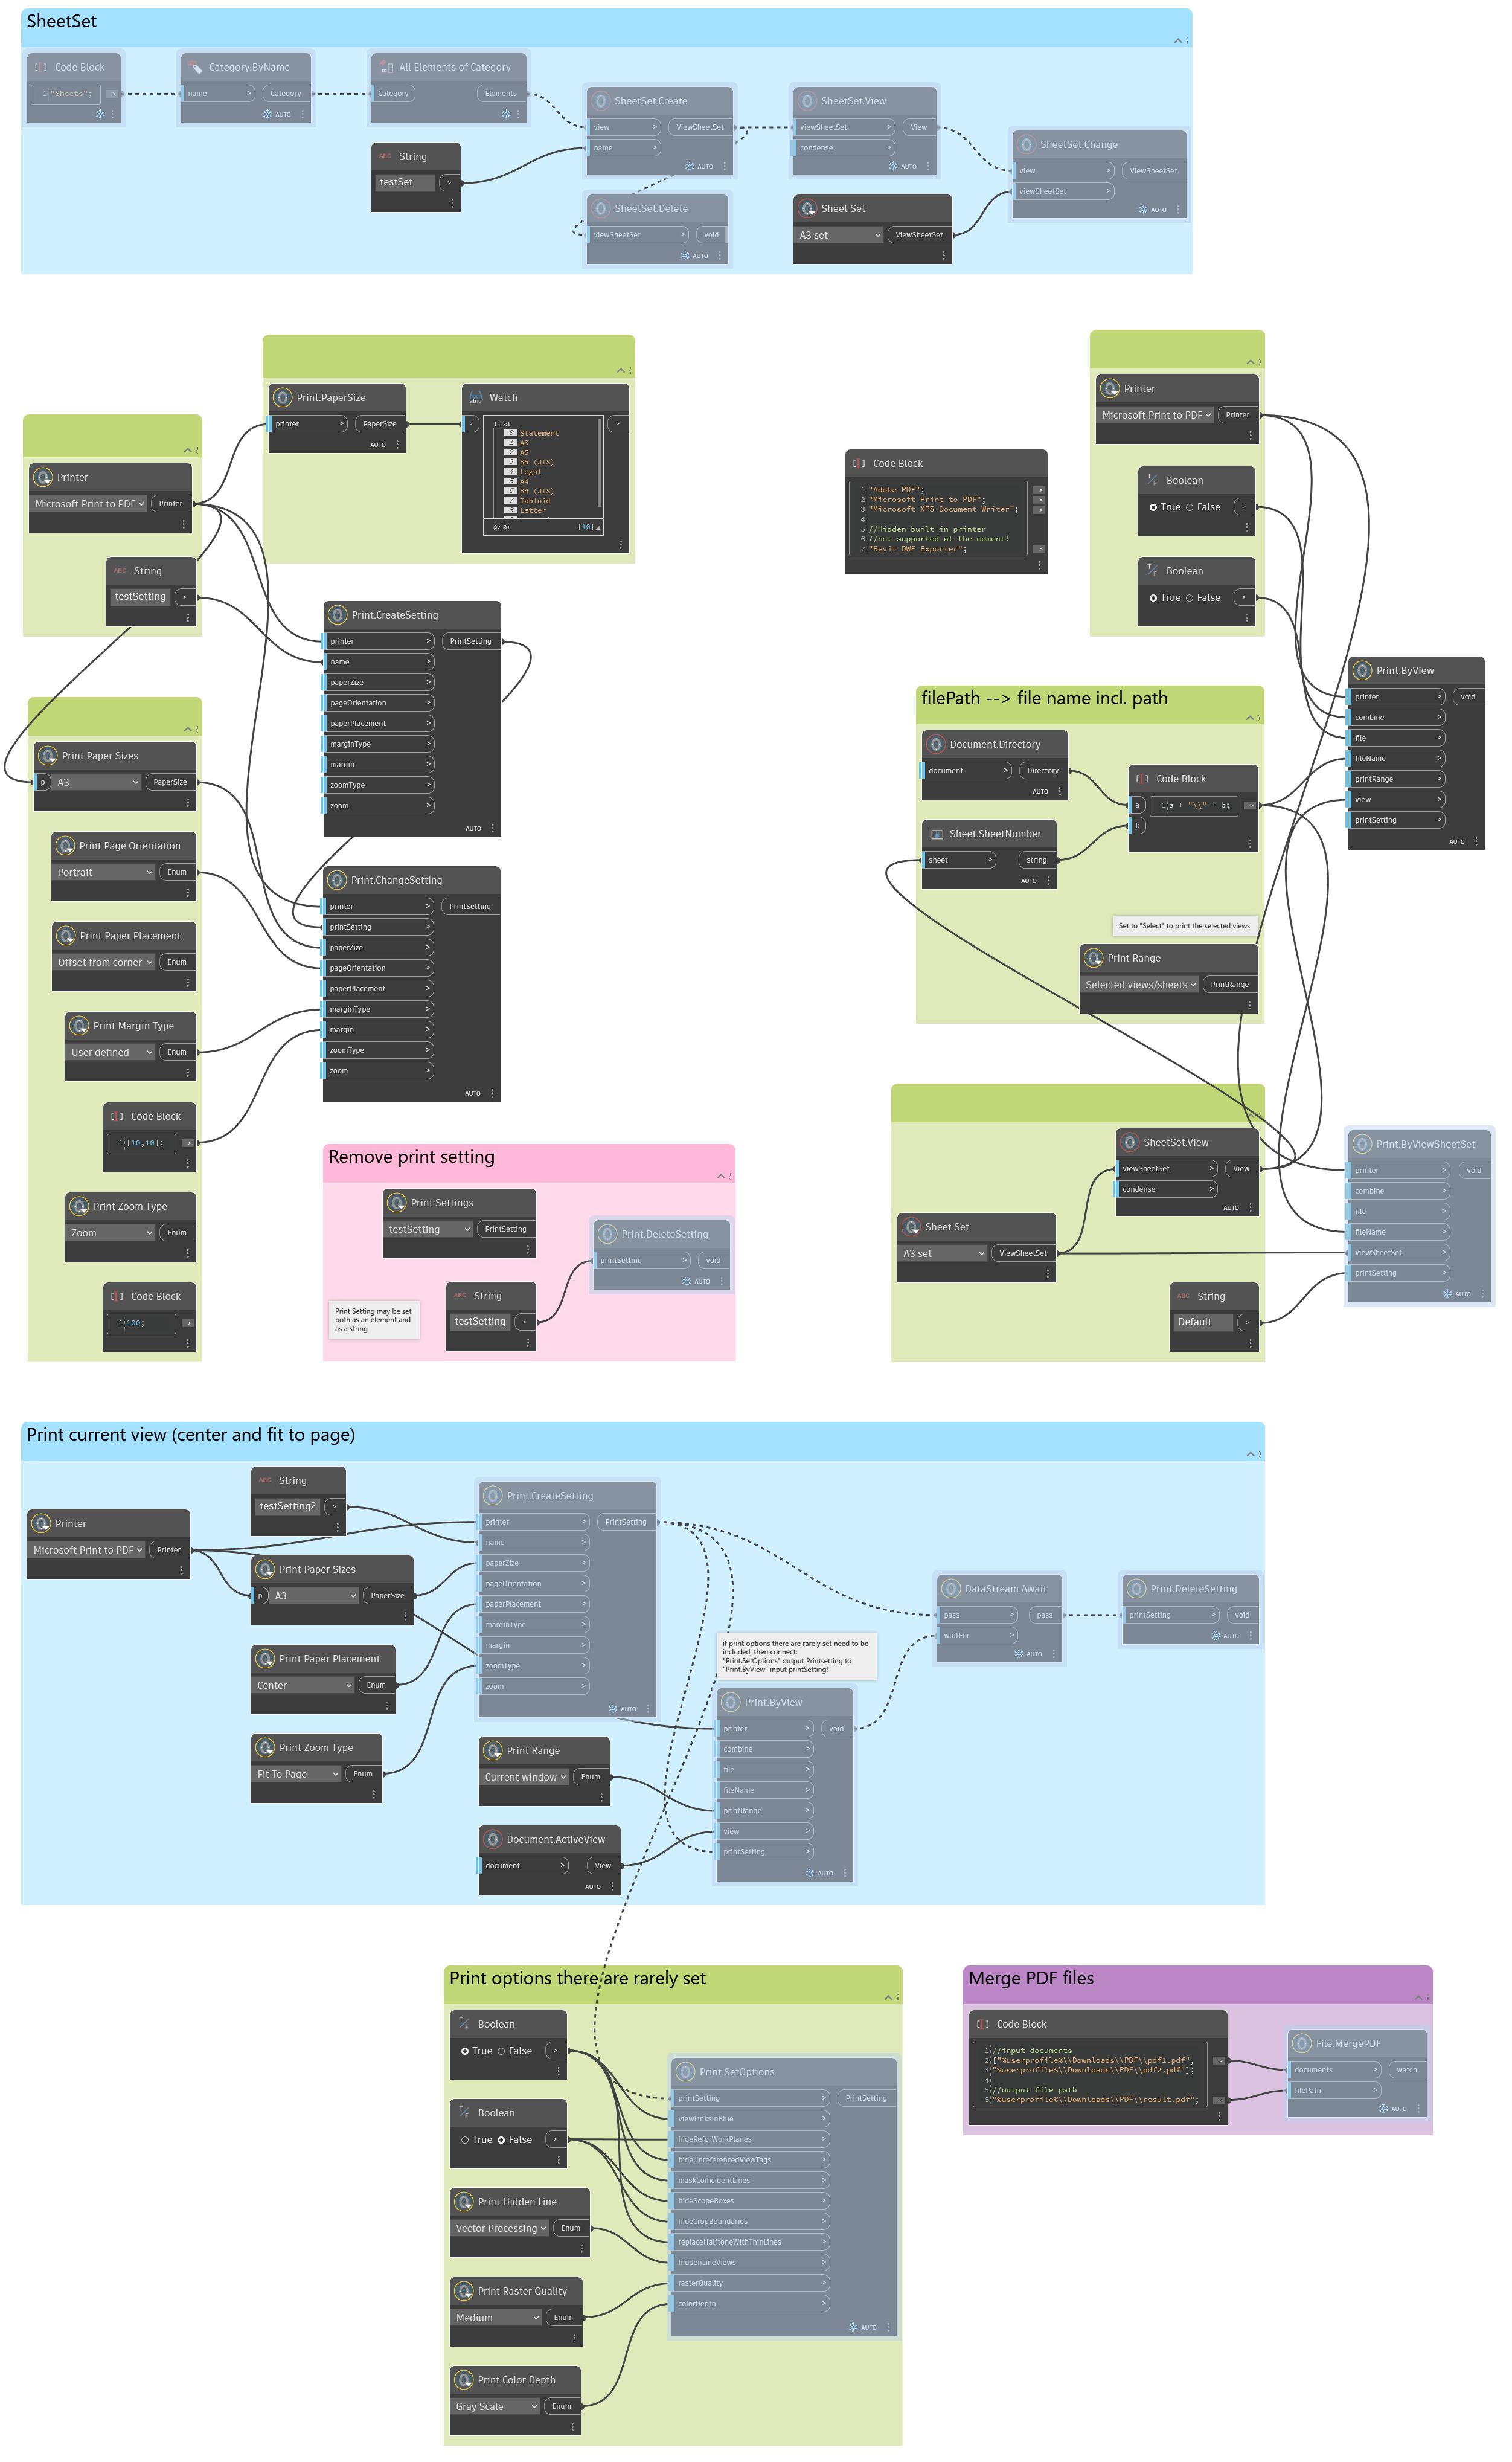 SheetSet
Code Block
1 "Sheets"; >
Category.ByName
name > Category
AUTO
All Elements of Category
Category Elements
String
testSet >
SheetSet.Create
view > ViewSheetSet
name >
AUTO
SheetSet.Delete
viewSheetSet > void
AUTO
SheetSet.View
viewSheetSet > View
condense >
AUTO
Sheet Set
A3 set ViewSheetSet
SheetSet.Change
view > ViewSheetSet
viewSheetSet >
AUTO
Printer
Microsoft Print to PDF Printer
String
testSetting >
Print.PaperSize
printer > PaperSize
AUTO
Watch
> >
List
0 Statement
1 A3
2 A5
3 B5 (JIS)
4 Legal
5 A4
6 B4 (JIS)
7 Tabloid
8 Letter
@2 @1 {10}
Print Paper Sizes
p A3 PaperSize
Print Page Orientation
Portrait Enum
Print Paper Placement
Offset from corner Enum
Print Margin Type
User defined Enum
Code Block
1 [10,10]; >
Print Zoom Type
Zoom Enum
Code Block
1 100; >
Print.CreateSetting
printer > PrintSetting
name >
paperZize >
pageOrientation >
paperPlacement >
marginType >
margin >
zoomType >
zoom >
AUTO
Print.ChangeSetting
printer > PrintSetting
printSetting >
paperZize >
pageOrientation >
paperPlacement >
marginType >
margin >
zoomType >
zoom >
AUTO
Remove print setting
Print Settings
testSetting PrintSetting
Print.DeleteSetting
printSetting > void
AUTO
String
testSetting >
Print Setting may be set
both as an element and
as a string
Code Block
1 "Adobe PDF"; >
2 "Microsoft Print to PDF"; >
3 "Microsoft XPS Document Writer"; >
4
5 //Hidden built-in printer
6 //not supported at the moment!
7 "Revit DWF Exporter"; >
Printer
Microsoft Print to PDF Printer
Boolean
True False >
Boolean
True False >
filePath --> file name incl. path
Document.Directory
document > Directory
AUTO
Sheet.SheetNumber
sheet > string
AUTO
Code Block
a 1 a + "\\" + b; >
b
Set to "Select" to print the selected views
Print Range
Selected views/sheets PrintRange
Print.ByView
printer > void
combine >
file >
fileName >
printRange >
view >
printSetting >
AUTO
SheetSet.View
viewSheetSet > View
condense >
AUTO
Sheet Set
A3 set ViewSheetSet
String
Default >
Print.ByViewSheetSet
printer > void
combine >
file >
fileName >
viewSheetSet >
printSetting >
AUTO
Print current view (center and fit to page)
Printer
Microsoft Print to PDF Printer
String
testSetting2 >
Print Paper Sizes
p A3 PaperSize
Print Paper Placement
Center Enum
Print Zoom Type
Fit To Page Enum
Print.CreateSetting
printer > PrintSetting
name >
paperZize >
pageOrientation >
paperPlacement >
marginType >
margin >
zoomType >
zoom >
AUTO
Print Range
Current window Enum
Document.ActiveView
document > View
AUTO
if print options there are rarely set need to be
included, then connect:
"Print.SetOptions" output Printsetting to
"Print.ByView" input printSetting!
Print.ByView
printer > void
combine >
file >
fileName >
printRange >
view >
printSetting >
AUTO
DataStream.Await
pass > pass
waitFor >
AUTO
Print.DeleteSetting
printSetting > void
AUTO
Print options there are rarely set
Boolean
True False >
Boolean
True False >
Print Hidden Line
Vector Processing Enum
Print Raster Quality
Medium Enum
Print Color Depth
Gray Scale Enum
Print.SetOptions
printSetting > PrintSetting
viewLinksInBlue >
hideReforWorkPlanes >
hideUnreferencedViewTags >
maskCoincidentLines >
hideScopeBoxes >
hideCropBoundaries >
replaceHalftoneWithThinLines >
hiddenLineViews >
rasterQuality >
colorDepth >
AUTO
Merge PDF files
Code Block
1 //input documents
2 ["%userprofile%\\Downloads\\PDF\\pdf1.pdf", >
3 "%userprofile%\\Downloads\\PDF\\pdf2.pdf"];
4
5 //output file path
6 "%userprofile%\\Downloads\\PDF\\result.pdf"; >
File.MergePDF
documents > watch
filePath >
AUTO